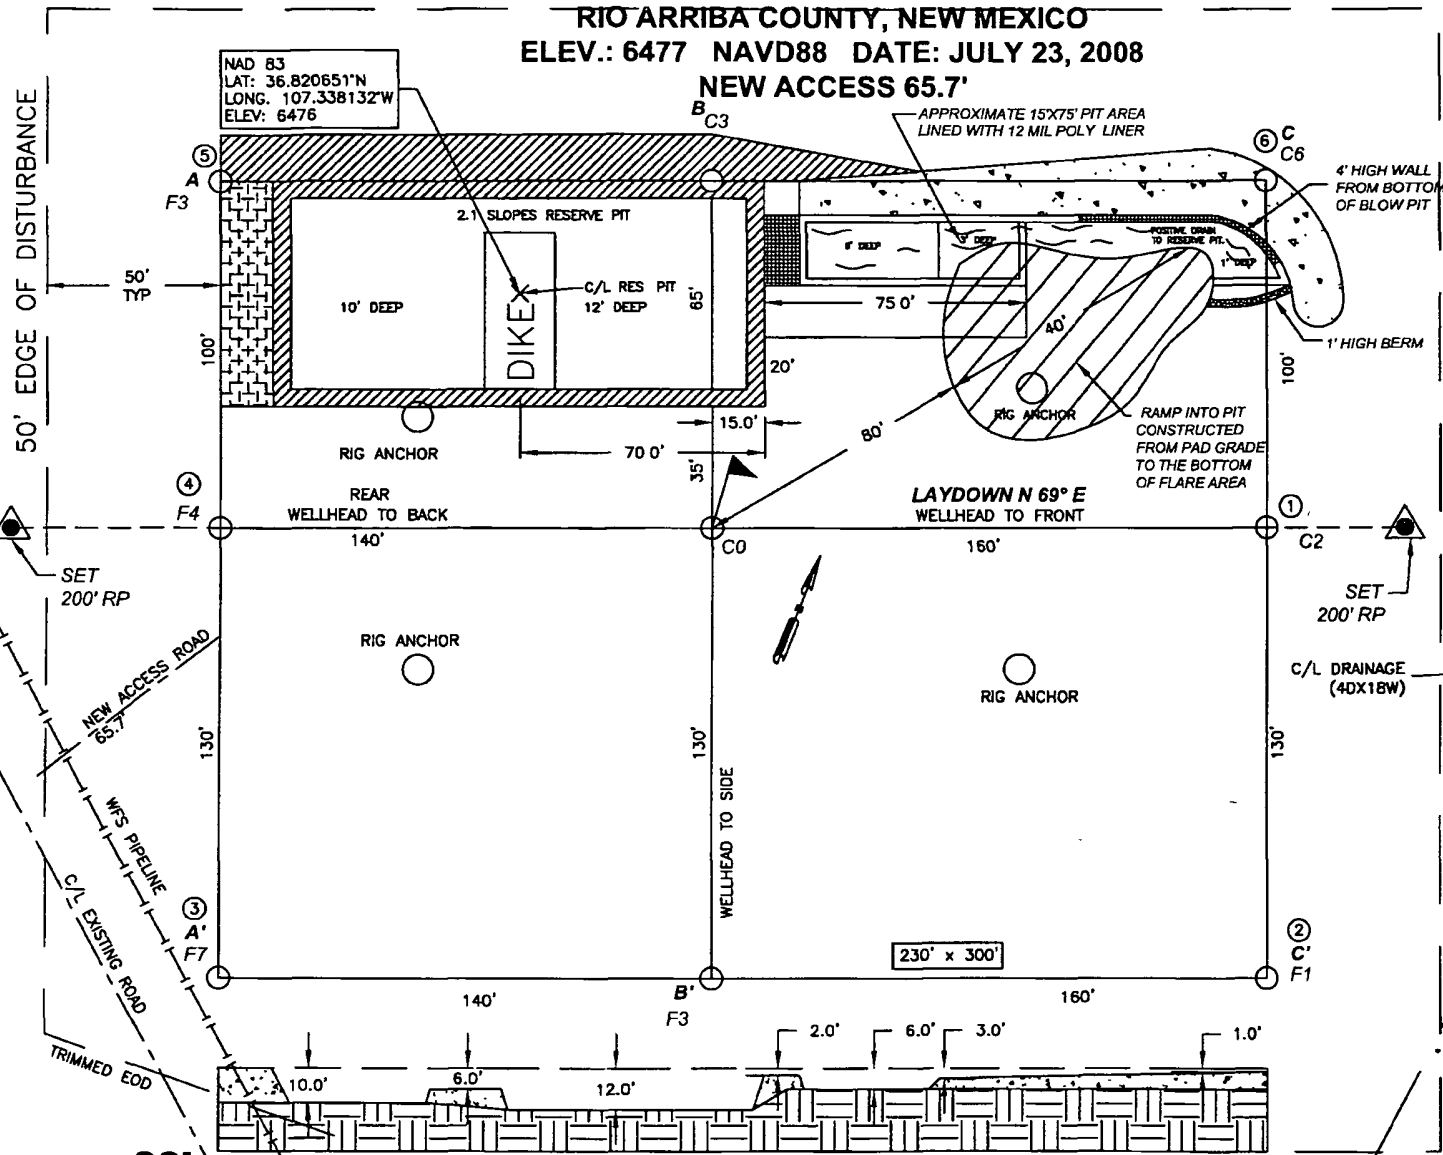 RIO ARRIBA COUNTY, NEW MEXICO
ELEV.: 6477 NAVD88 DATE: JULY 23, 2008
NEW ACCESS 65.7'
NAD 83
LAT: 36.820651°N
LONG. 107.338132°W
ELEV: 6476
B
C3
APPROXIMATE 15'X75' PIT AREA
LINED WITH 12 MIL POLY LINER
6 C
C6
4' HIGH WALL
FROM BOTTOM
OF BLOW PIT
5
A
F3
50' EDGE OF DISTURBANCE
50'
TYP
2.1 SLOPES RESERVE PIT
C/L RES PIT
10' DEEP
12' DEEP
DIKE
X
65'
POSITIVE DRAIN
TO RESERVE PIT.
1' DEEP
75 0'
40'
1' HIGH BERM
100'
20'
100'
RIG ANCHOR
15.0'
80'
RIG ANCHOR
RAMP INTO PIT
CONSTRUCTED
FROM PAD GRADE
TO THE BOTTOM
OF FLARE AREA
70 0'
35'
4
F4
REAR
WELLHEAD TO BACK
LAYDOWN N 69° E
WELLHEAD TO FRONT
1
C2
140'
C0
160'
SET
200' RP
SET
200' RP
NEW ACCESS ROAD
65.7'
RIG ANCHOR
RIG ANCHOR
C/L DRAINAGE
(4DX18W)
130'
130'
130'
WELLHEAD TO SIDE
WFS PIPELINE
C/L EXISTING ROAD
3
A'
F7
230' x 300'
2
C'
F1
140'
B'
F3
160'
TRIMMED EOD
10.0'
6.0'
12.0'
2.0'
6.0'
3.0'
1.0'